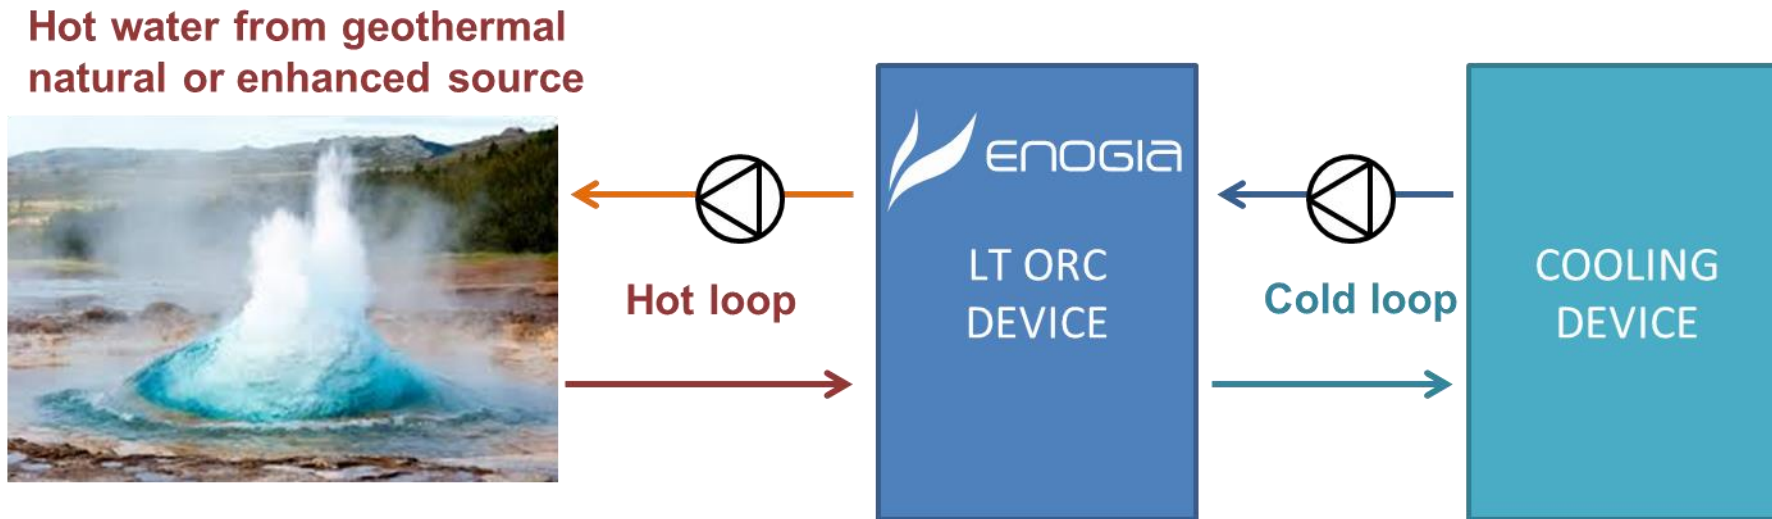 Hot water from geothermal
natural or enhanced source
ENOGIA
LT ORC
DEVICE
Hot loop
Cold loop
COOLING
DEVICE